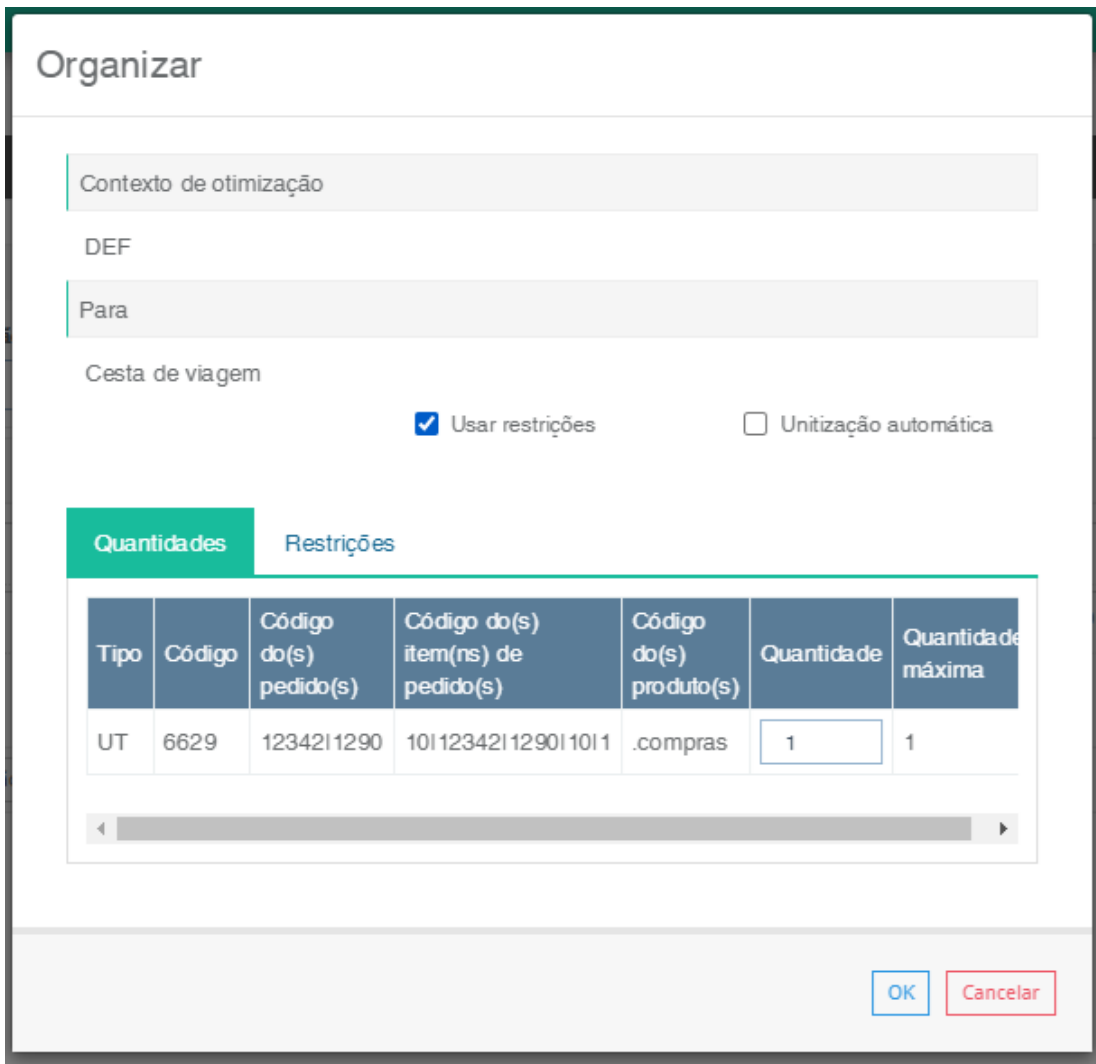 Organizar
Contexto de otimização
DEF
Para
Cesta de viagem
Usar restrições
Unitização automática
Quantidades
Restrições
Tipo
Código
Código
do(s)
pedido(s)
Código do(s)
item(ns) de
pedido(s)
Código
do(s)
produto(s)
Quantidade
Quantidade
máxima
UT
6629
12342|1290
10|12342|1290|10|1
.compras
1
1
OK
Cancelar